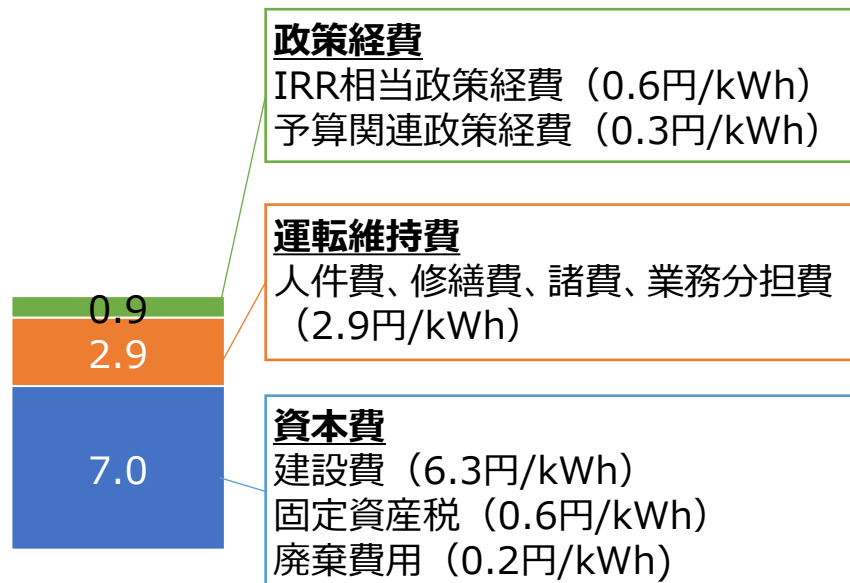 政策経費
IRR相当政策経費（0.6円/kWh）
予算関連政策経費（0.3円/kWh）
運転維持費
人件費、修繕費、諸費、業務分担費
（2.9円/kWh）
0.9
2.9
7.0
資本費
建設費（6.3円/kWh）
固定資産税（0.6円/kWh）
廃棄費用（0.2円/kWh)